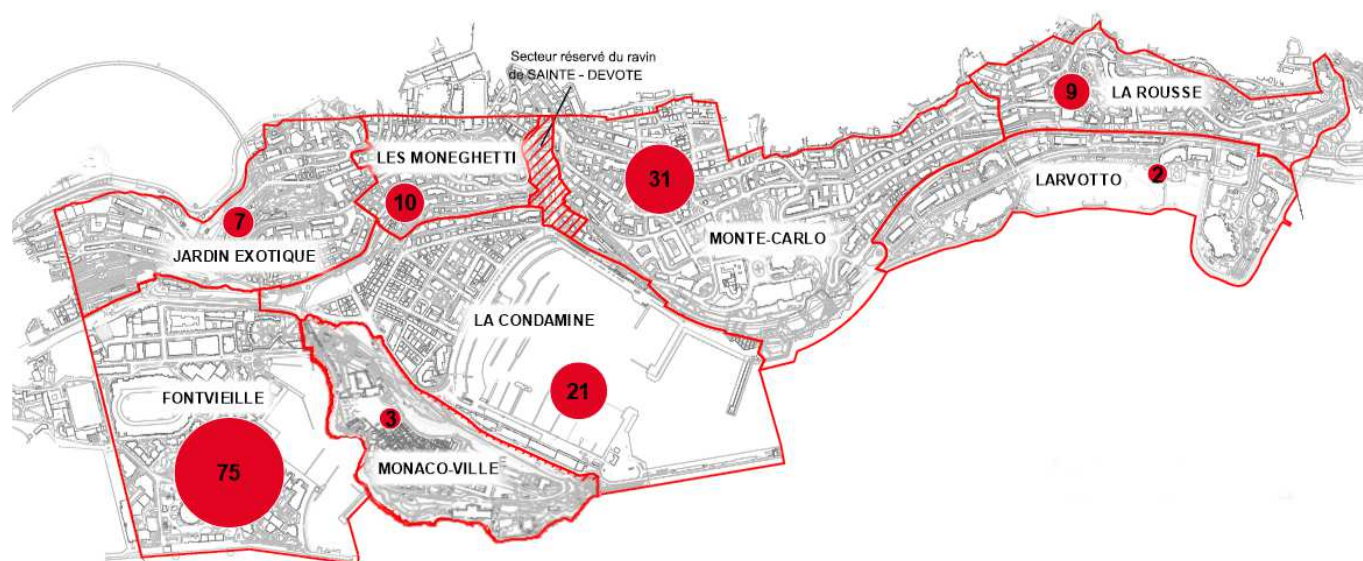 Secteur réservé du ravin
de SAINTE - DEVOTE
9
LA ROUSSE
LES MONEGHETTI
31
2
LARVOTTO
10
7
MONTE-CARLO
JARDIN EXOTIQUE
LA CONDAMINE
21
FONTVIEILLE
3
75
MONACO-VILLE